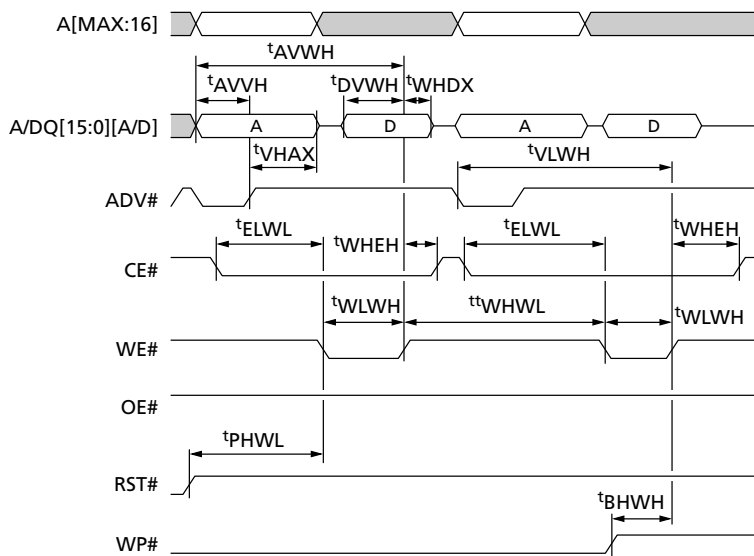 A[MAX:16]
tAVWH
tAVVH
tDVWH
tWHDX
A/DQ[15:0][A/D]
A
D
A
D
tVHAX
tVLWH
ADV#
tELWL
tWHEH
tELWL
tWHEH
CE#
tWLWH
ttWHWL
tWLWH
WE#
OE#
tPHWL
RST#
tBHWH
WP#